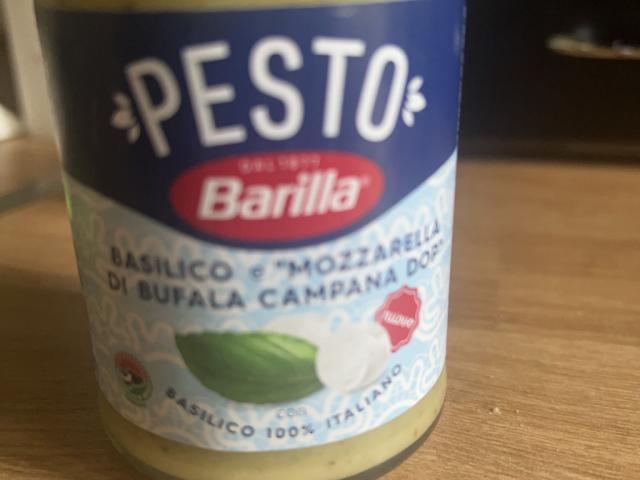 PESTO
DAL 1877
Barilla
BASILICO e "MOZZARELLA
DI BUFALA CAMPANA DOP"
nuovo
CON
BASILICO 100% ITALIANO